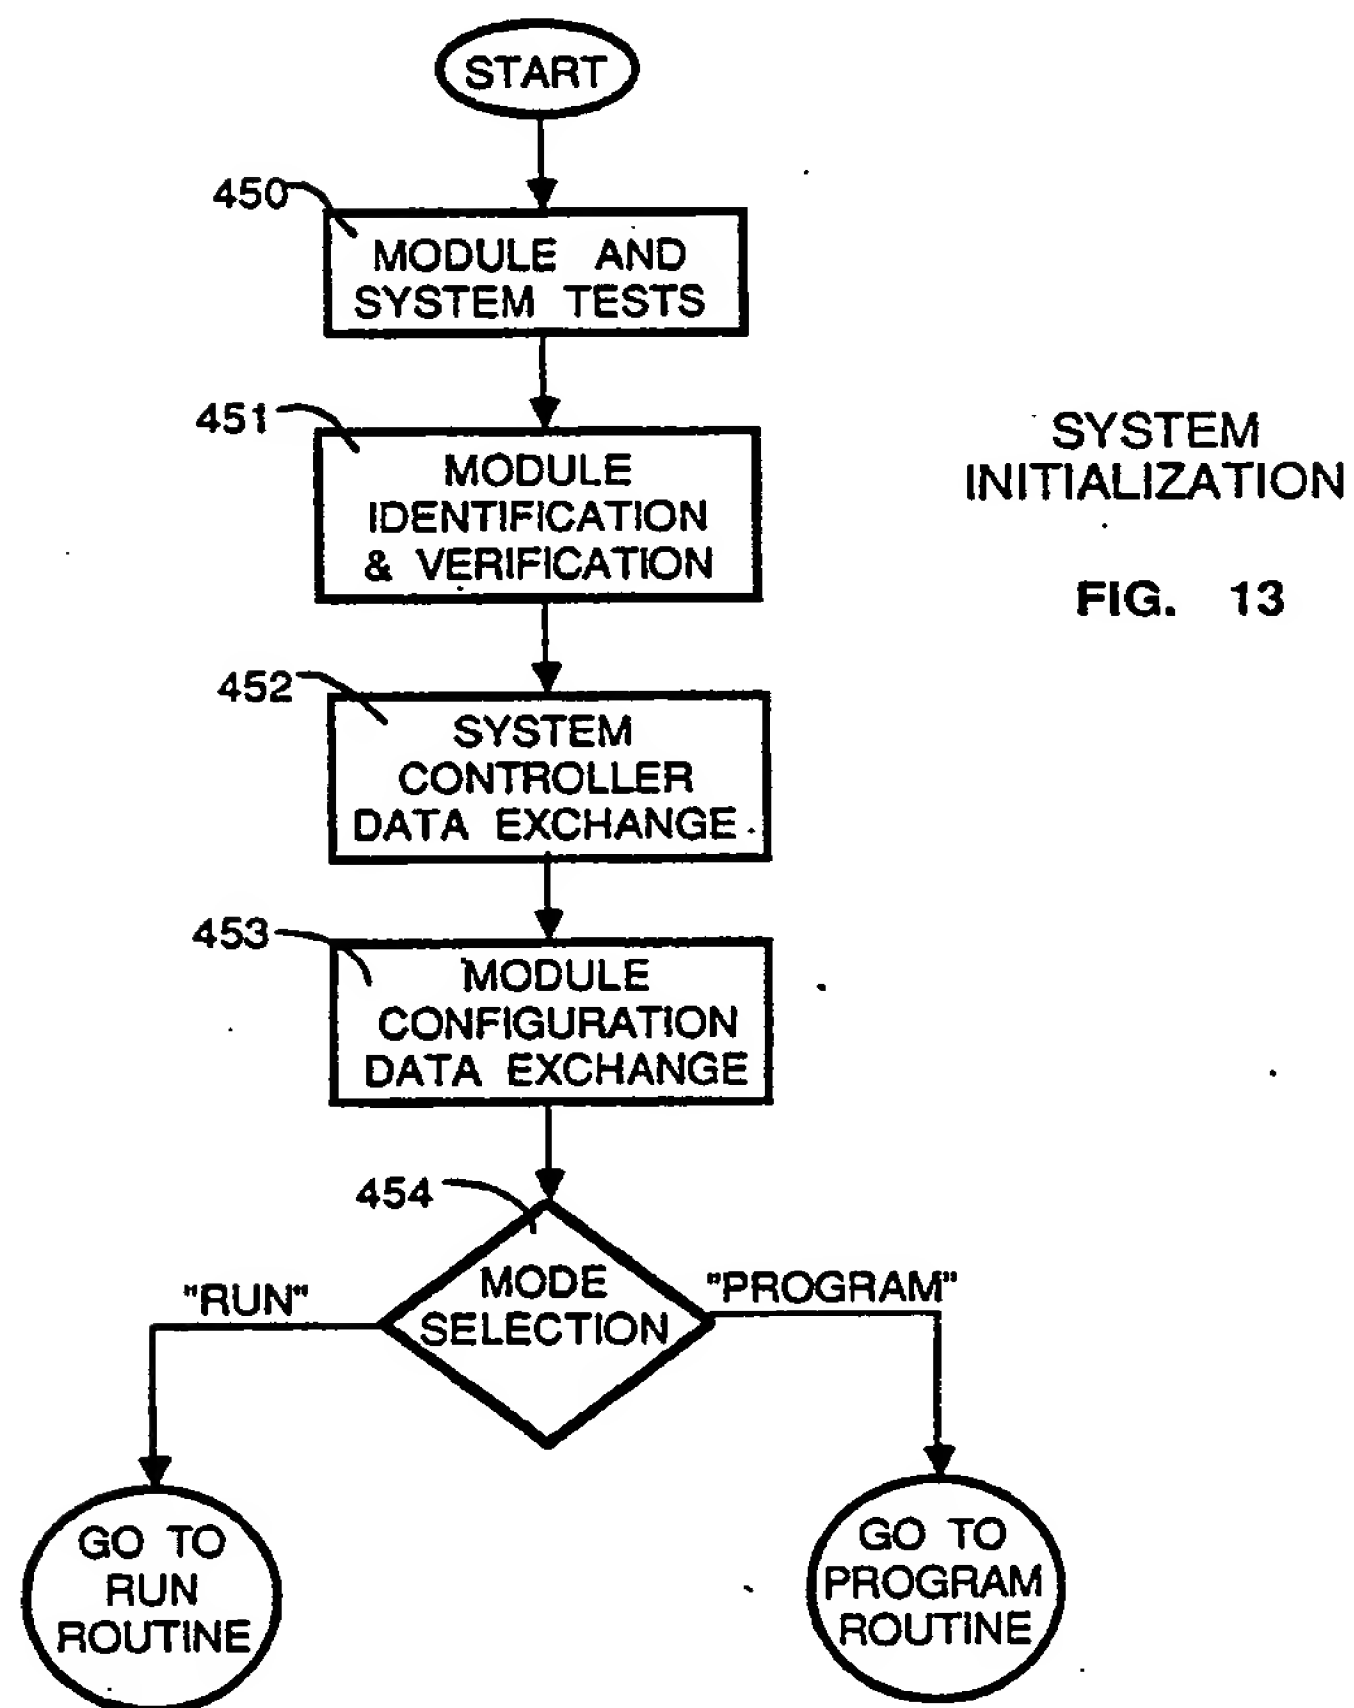 START
450
MODULE AND
SYSTEM TESTS
451
MODULE
IDENTIFICATION
& VERIFICATION
SYSTEM
INITIALIZATION
FIG. 13
452
SYSTEM
CONTROLLER
DATA EXCHANGE
453
MODULE
CONFIGURATION
DATA EXCHANGE
454
MODE
SELECTION
"RUN"
"PROGRAM"
GO TO
RUN
ROUTINE
GO TO
PROGRAM
ROUTINE